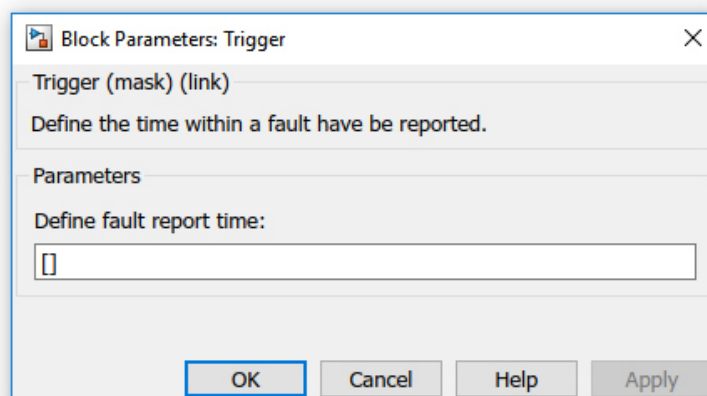 Block Parameters: Trigger
Trigger (mask) (link)
Define the time within a fault have be reported.
Parameters
Define fault report time:
[]
OK Cancel Help Apply